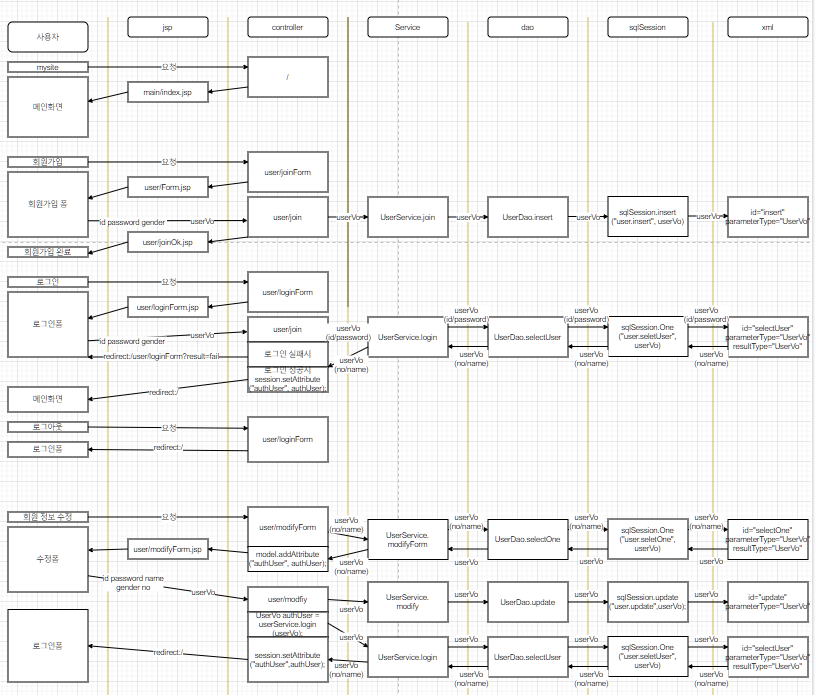 사용자
jsp
controller
Service
dao
sqlSession
xml
mysite
요청
/
메인화면
main/index.jsp
회원가입
요청
user/joinForm
회원가입 폼
user/Form.jsp
id password gender
userVo
user/join
userVo
UserService.join
userVo
UserDao.insert
userVo
sqlSession.insert
("user.insert", userVo)
userVo
id="insert"
parameterType="UserVo"
user/joinOk.jsp
회원가입 완료
로그인
요청
user/loginForm
로그인폼
user/loginForm.jsp
id password gender
userVo
user/join
redirect:/user/loginForm?result=fail
로그인 실패시
로그인 성공시
session.setAttribute
("authUser", authUser);
userVo
(id/password)
userVo
(no/name)
UserService.login
userVo
(id/password)
userVo
(no/name)
UserDao.selectUser
userVo
(id/password)
userVo
(no/name)
sqlSession.One
("user.seletUser",
userVo)
userVo
(id/password)
userVo
(no/name)
id="selectUser"
parameterType="UserVo"
resultType="UserVo"
메인화면
redirect:/
로그아웃
요청
user/loginForm
로그인폼
redirect:/
회원 정보 수정
요청
user/modifyForm
수정폼
user/modifyForm.jsp
model.addAttribute
("authUser", authUser);
userVo
(no/name)
userVo
(no/name)
UserService.
modifyForm
userVo
(no/name)
userVo
UserDao.selectOne
userVo
(no/name)
userVo
sqlSession.One
("user.seletOne",
userVo)
userVo
(no/name)
userVo
id="selectOne"
parameterType="UserVo"
resultType="UserVo"
id password name
gender no
userVo
user/modfiy
userVo
UserService.
modify
UserDao.update
sqlSession.update
("user.update",userVo);
id="update"
parameterType="UserVo"
UserVo authUser =
userService.login
(userVo);
userVo
로그인폼
redirect:/
session.setAttribute
("authUser",authUser);
userVo
(no/name)
UserService.login
userVo
userVo
(no/name)
UserDao.selectUser
userVo
userVo
(no/name)
sqlSession.One
("user.seletUser",
userVo)
userVo
userVo
(no/name)
id="selectUser"
parameterType="UserVo"
resultType="UserVo"